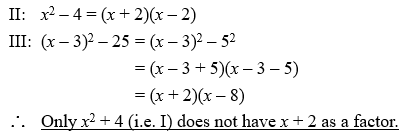 II: x² – 4 = (x + 2)(x – 2)
III: (x – 3)² – 25 = (x – 3)² – 5²
= (x – 3 + 5)(x – 3 – 5)
= (x + 2)(x – 8)
∴ Only x² + 4 (i.e. I) does not have x + 2 as a factor.